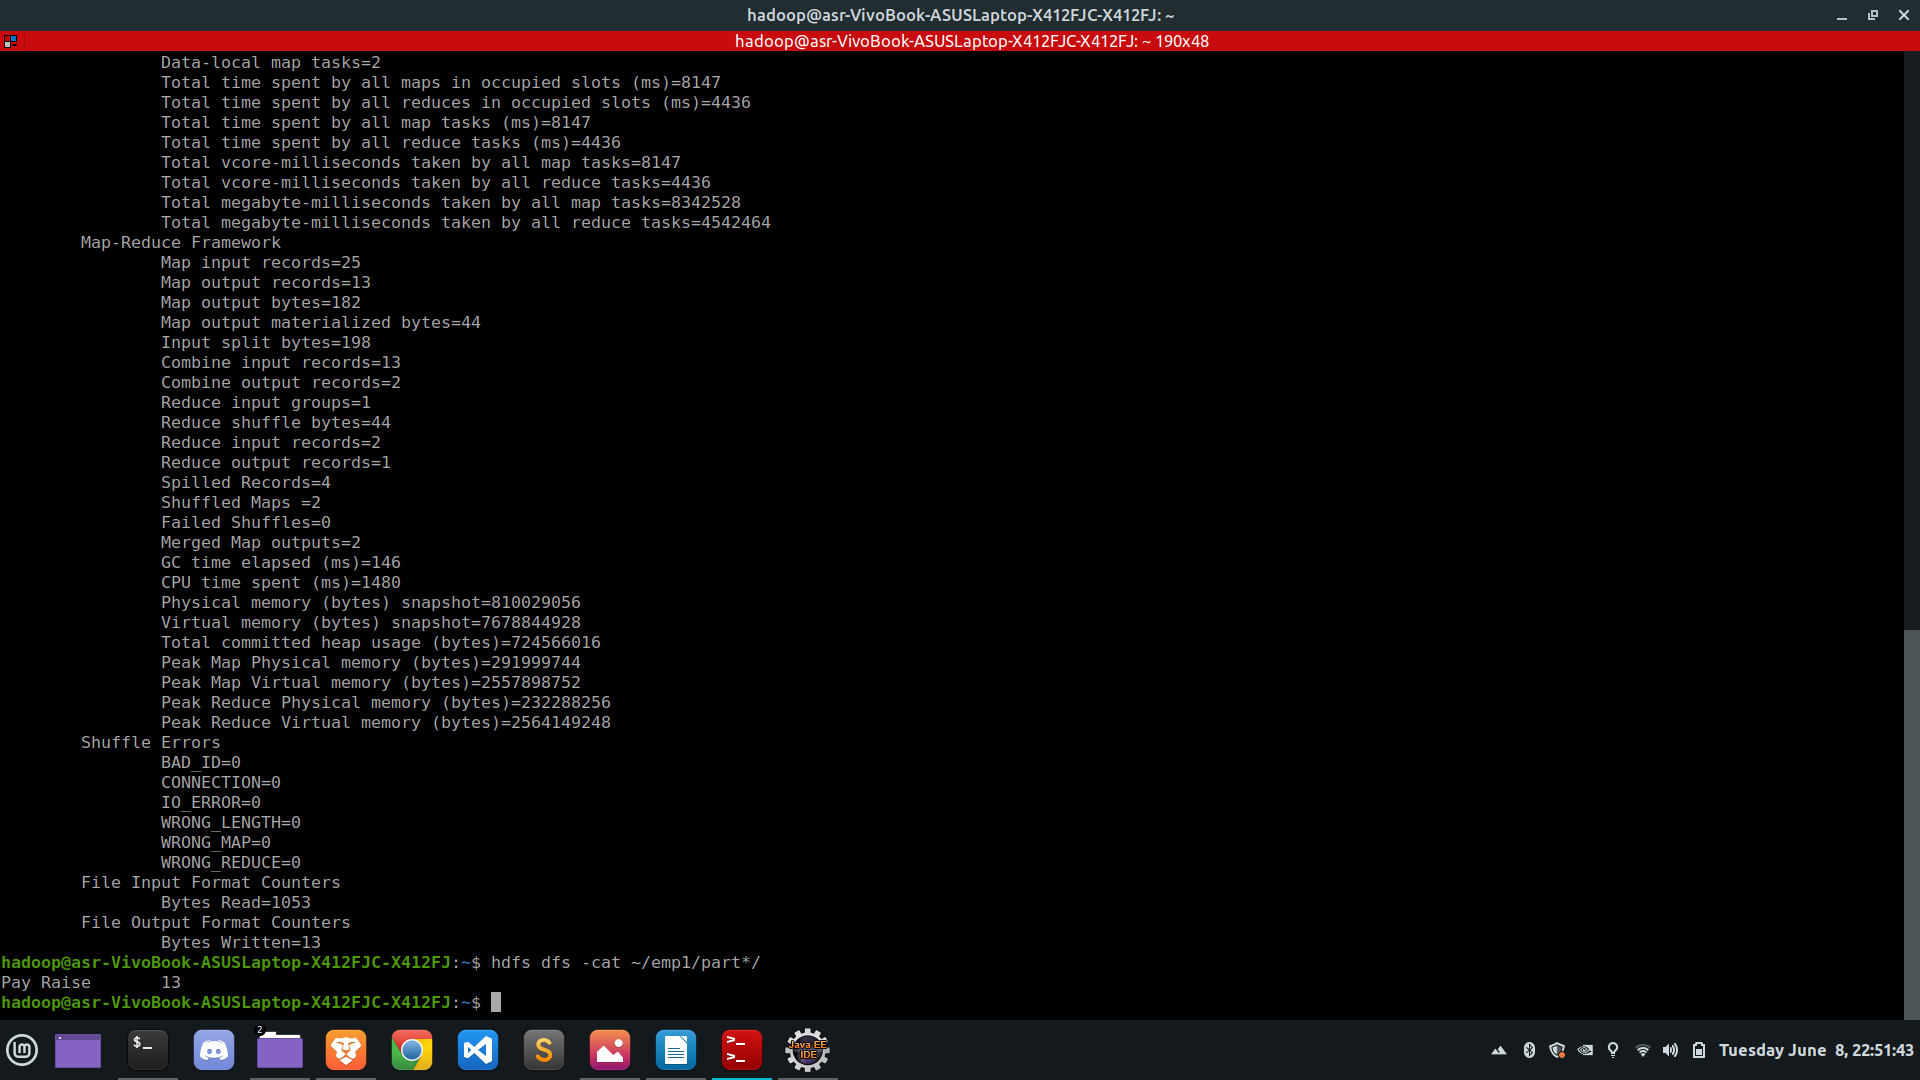 hadoop@asr-VivoBook-ASUSLaptop-X412FJC-X412FJ: ~
hadoop@asr-VivoBook-ASUSLaptop-X412FJC-X412FJ: ~ 190x48
Data-local map tasks=2
Total time spent by all maps in occupied slots (ms)=8147
Total time spent by all reduces in occupied slots (ms)=4436
Total time spent by all map tasks (ms)=8147
Total time spent by all reduce tasks (ms)=4436
Total vcore-milliseconds taken by all map tasks=8147
Total vcore-milliseconds taken by all reduce tasks=4436
Total megabyte-milliseconds taken by all map tasks=8342528
Total megabyte-milliseconds taken by all reduce tasks=4542464
Map-Reduce Framework
Map input records=25
Map output records=13
Map output bytes=182
Map output materialized bytes=44
Input split bytes=198
Combine input records=13
Combine output records=2
Reduce input groups=1
Reduce shuffle bytes=44
Reduce input records=2
Reduce output records=1
Spilled Records=4
Shuffled Maps =2
Failed Shuffles=0
Merged Map outputs=2
GC time elapsed (ms)=146
CPU time spent (ms)=1480
Physical memory (bytes) snapshot=810029056
Virtual memory (bytes) snapshot=7678844928
Total committed heap usage (bytes)=724566016
Peak Map Physical memory (bytes)=291999744
Peak Map Virtual memory (bytes)=2557898752
Peak Reduce Physical memory (bytes)=232288256
Peak Reduce Virtual memory (bytes)=2564149248
Shuffle Errors
BAD_ID=0
CONNECTION=0
IO_ERROR=0
WRONG_LENGTH=0
WRONG_MAP=0
WRONG_REDUCE=0
File Input Format Counters
Bytes Read=1053
File Output Format Counters
Bytes Written=13
hadoop@asr-VivoBook-ASUSLaptop-X412FJC-X412FJ:~$ hdfs dfs -cat ~/emp1/part*/
Pay Raise 13
hadoop@asr-VivoBook-ASUSLaptop-X412FJC-X412FJ:~$
2
Java EE
IDE
Tuesday June 8, 22:51:43